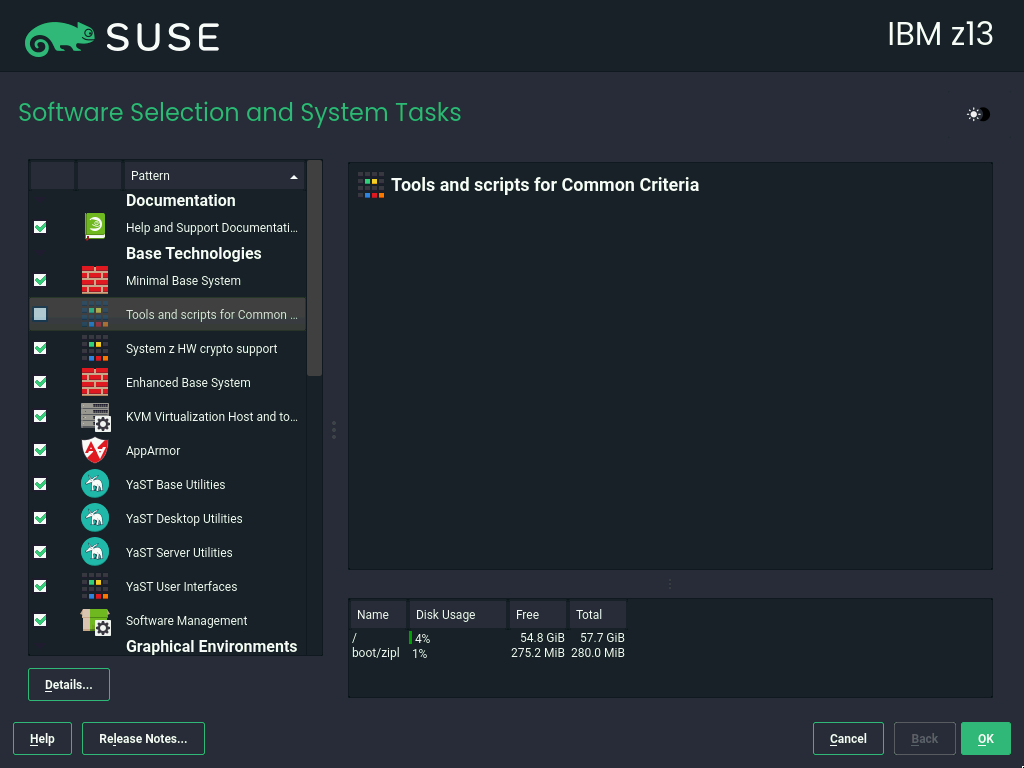 SUSE
IBM z13
Software Selection and System Tasks
Pattern
Documentation
Help and Support Documentati...
Base Technologies
Minimal Base System
Tools and scripts for Common ...
System z HW crypto support
Enhanced Base System
KVM Virtualization Host and to...
AppArmor
YaST Base Utilities
YaST Desktop Utilities
YaST Server Utilities
YaST User Interfaces
Software Management
Graphical Environments
Details...
Tools and scripts for Common Criteria
Name Disk Usage Free Total
/ 4% 54.8 GiB 57.7 GiB
boot/zipl 1% 275.2 MiB 280.0 MiB
Help Release Notes... Cancel Back OK